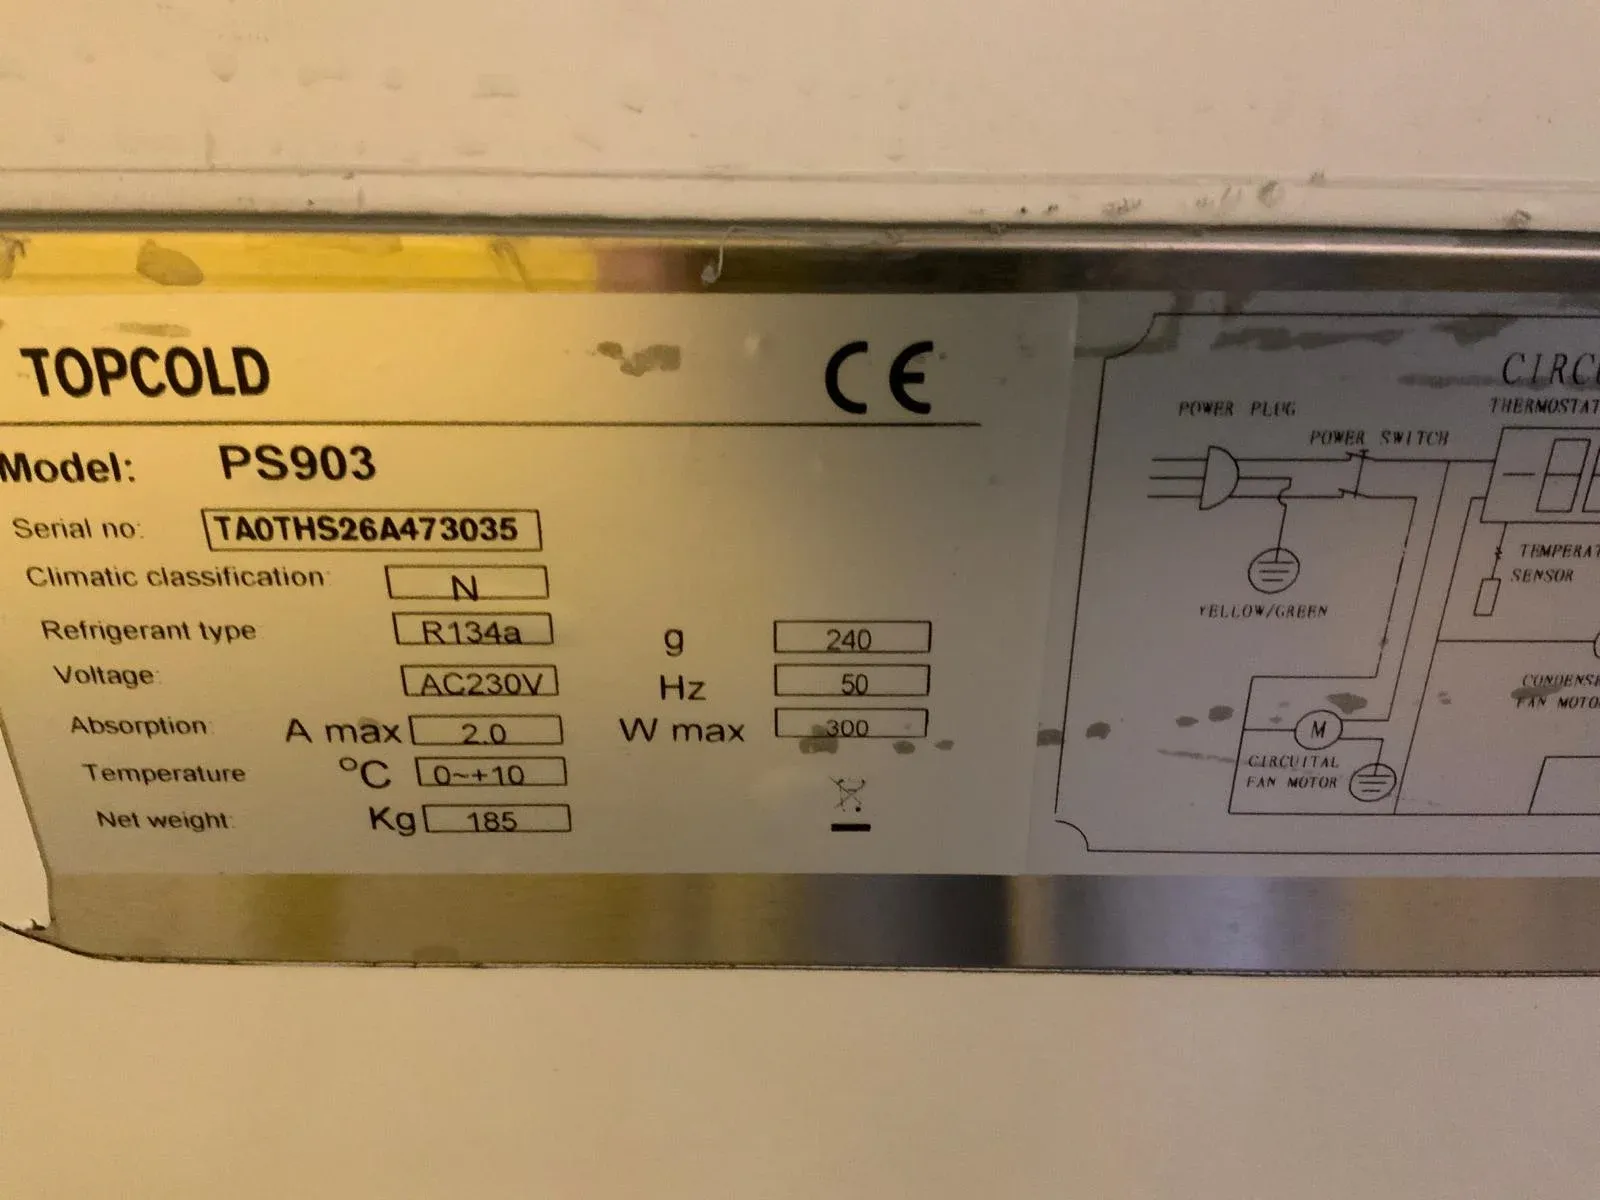 TOPCOLD
CE
Model: PS903
Serial no: TA0THS26A473035
Climatic classification: N
Refrigerant type R134a g 240
Voltage: AC230V Hz 50
Absorption A max 2.0 W max 300
Temperature °C 0~+10
Net weight: Kg 185
POWER PLUG
POWER SWITCH
YELLOW/GREEN
SENSOR
M
CIRCUITAL
FAN MOTOR